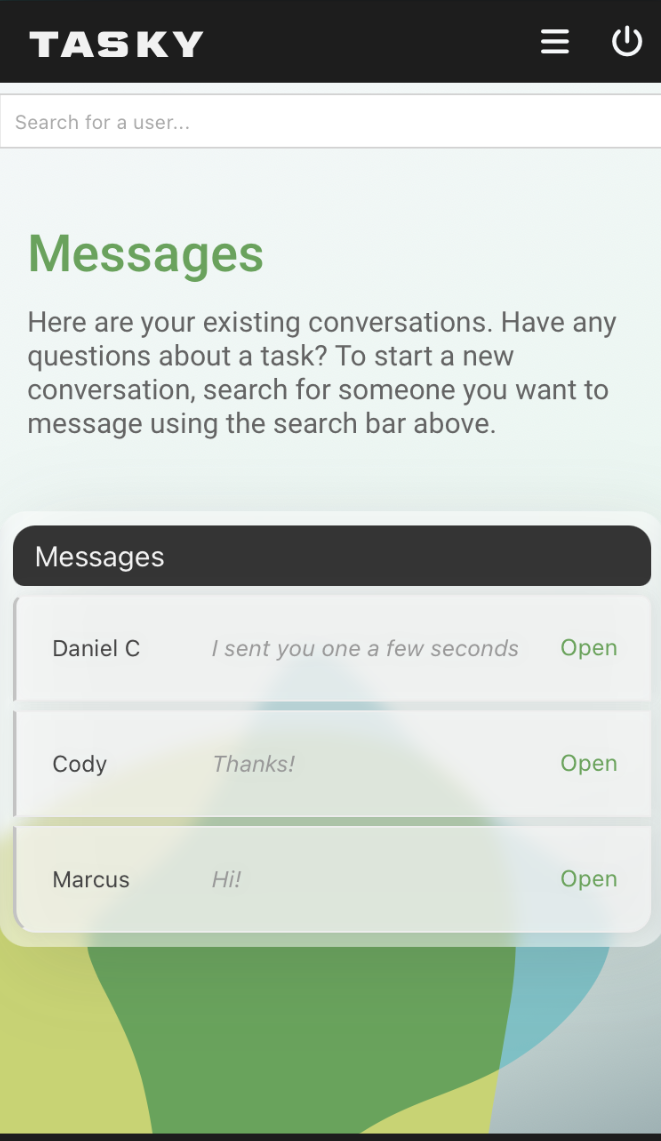 TASKY
Search for a user...
Messages
Here are your existing conversations. Have any
questions about a task? To start a new
conversation, search for someone you want to
message using the search bar above.
Messages
Daniel C I sent you one a few seconds Open
Cody Thanks! Open
Marcus Hi! Open